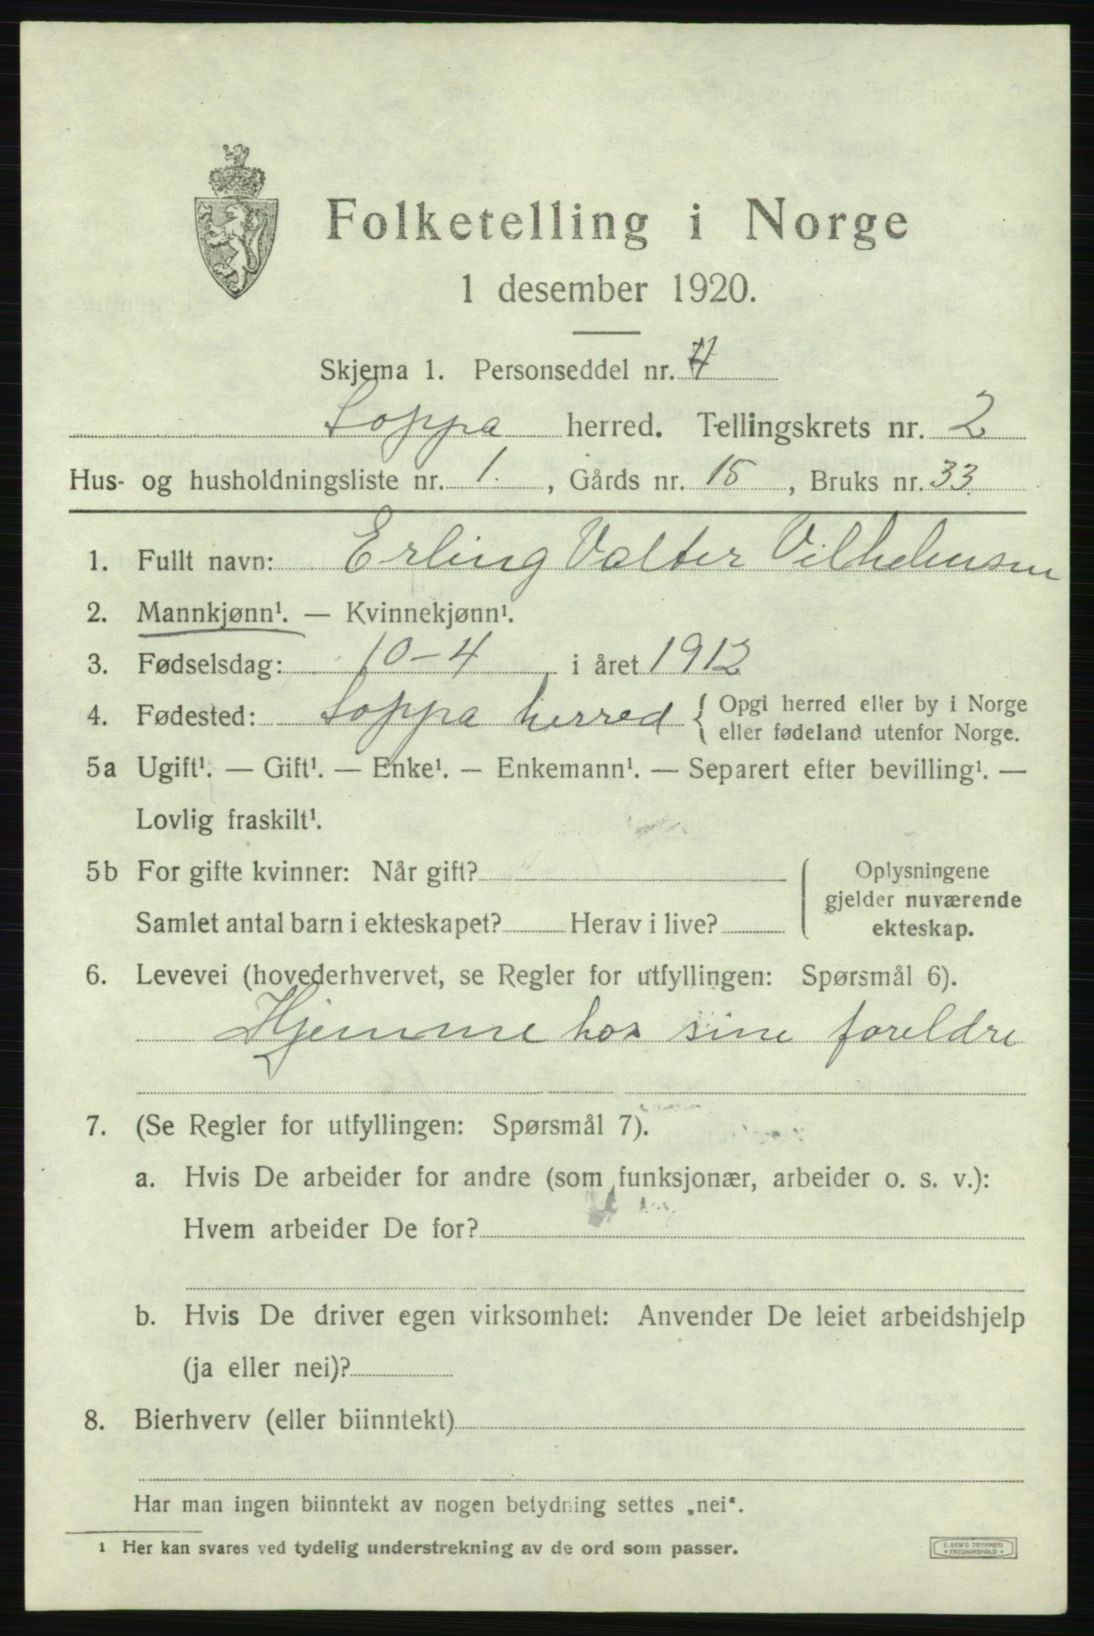 Folketelling i Norge
1 desember 1920.
Skjema 1. Personseddel nr. 4
Loppa herred. Tellingskrets nr. 2
Hus- og husholdningsliste nr. 1. , Gårds nr. 15 , Bruks nr. 33
1. Fullt navn: Erling Valter Vilhelmsen
2. Mannkjønn¹. — Kvinnekjønn¹.
3. Fødselsdag: 10-4 i året 1912
4. Fødested: Loppa herred { Opgi herred eller by i Norge
eller fødeland utenfor Norge.
5a Ugift¹. — Gift¹. — Enke¹. — Enkemann¹. — Separert efter bevilling¹. —
Lovlig fraskilt¹.
5b For gifte kvinner: Når gift?
Samlet antal barn i ekteskapet? Herav i live?
Oplysningene
gjelder nuværende
ekteskap.
6. Levevei (hovederhvervet, se Regler for utfyllingen: Spørsmål 6).
Hjemme hos sine foreldre
7. (Se Regler for utfyllingen: Spørsmål 7).
a. Hvis De arbeider for andre (som funksjonær, arbeider o. s. v.):
Hvem arbeider De for?
b. Hvis De driver egen virksomhet: Anvender De leiet arbeidshjelp
(ja eller nei)?
8. Bierhverv (eller biinntekt)
Har man ingen biinntekt av nogen betydning settes „nei“.
1 Her kan svares ved tydelig understrekning av de ord som passer.
E. SEM'S TRYKKERI
FREDRIKSHALD